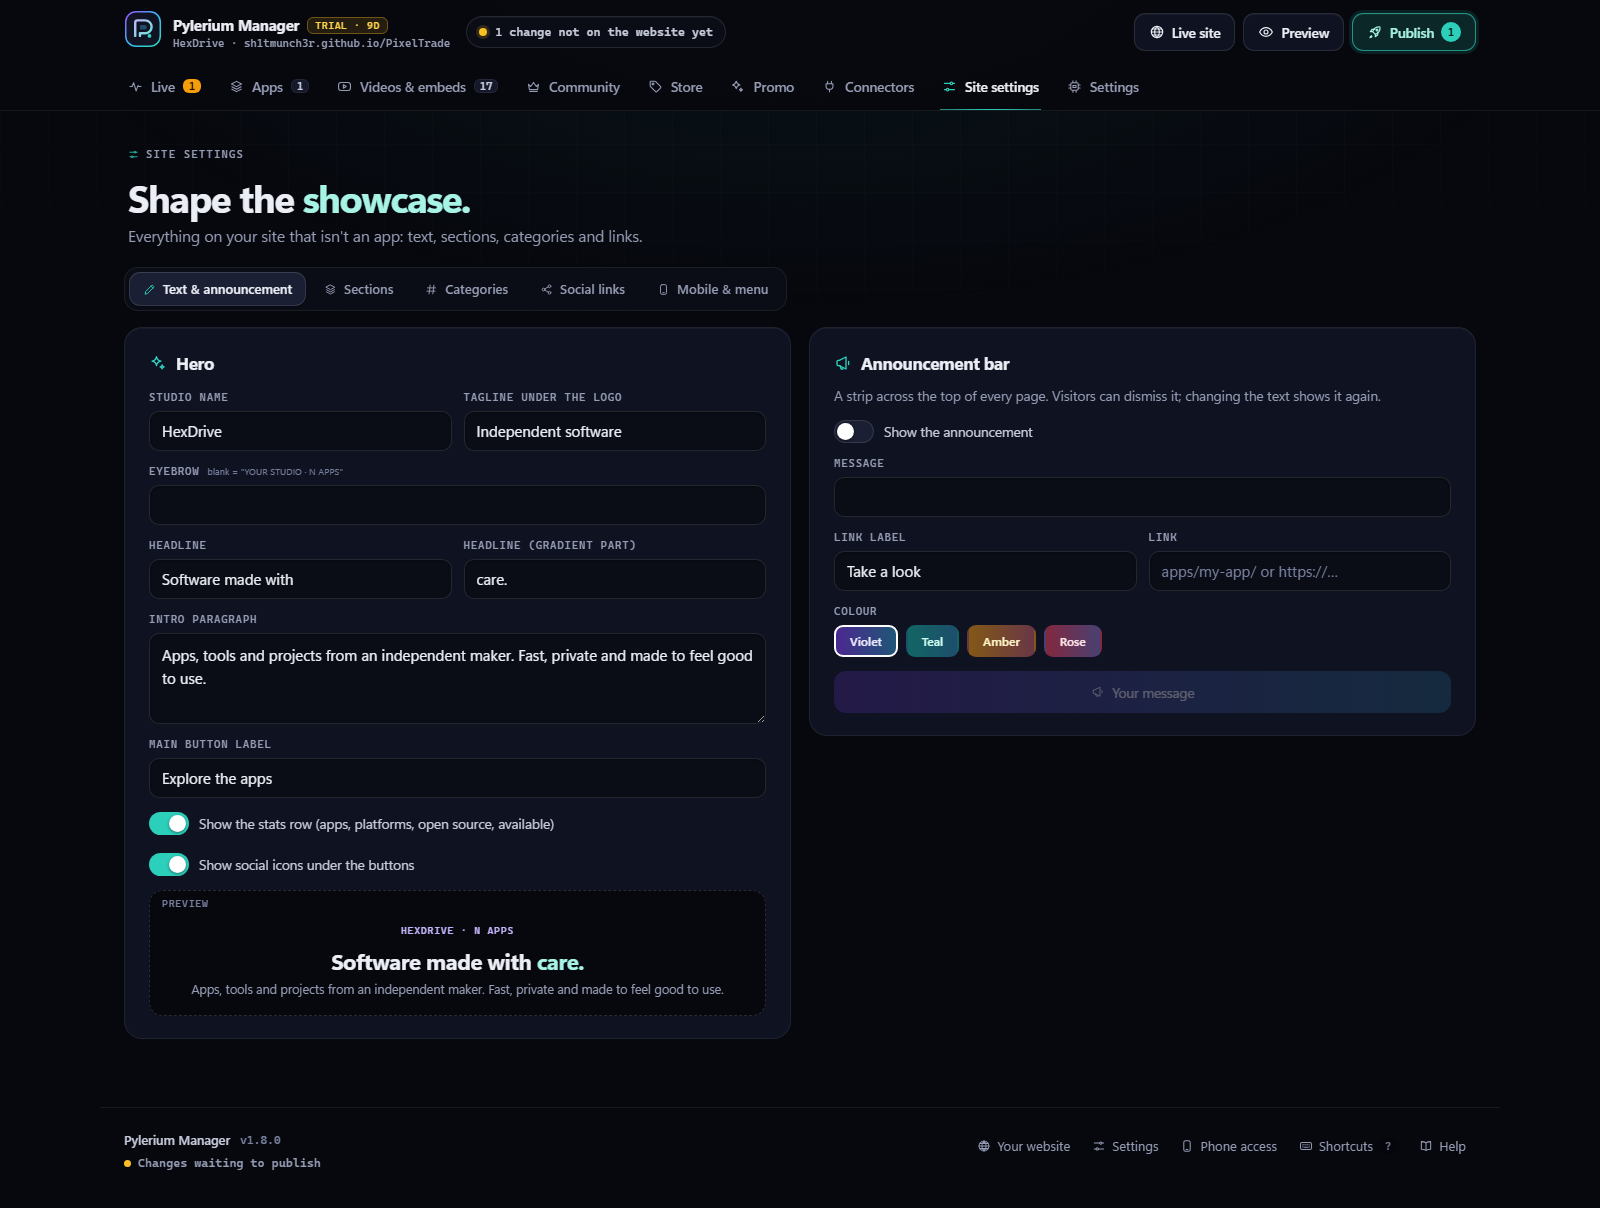 Pylerium Manager TRIAL · 9D
HexDrive · sh1tmunch3r.github.io/PixelTrade
1 change not on the website yet
Live site
Preview
Publish 1
Live 1
Apps 1
Videos & embeds 17
Community
Store
Promo
Connectors
Site settings
Settings
SITE SETTINGS
Shape the showcase.
Everything on your site that isn't an app: text, sections, categories and links.
Text & announcement
Sections
Categories
Social links
Mobile & menu
Hero
STUDIO NAME
HexDrive
TAGLINE UNDER THE LOGO
Independent software
EYEBROW blank = "YOUR STUDIO · N APPS"
HEADLINE
Software made with
HEADLINE (GRADIENT PART)
care.
INTRO PARAGRAPH
Apps, tools and projects from an independent maker. Fast, private and made to feel good
to use.
MAIN BUTTON LABEL
Explore the apps
Show the stats row (apps, platforms, open source, available)
Show social icons under the buttons
PREVIEW
HEXDRIVE · N APPS
Software made with care.
Apps, tools and projects from an independent maker. Fast, private and made to feel good to use.
Announcement bar
A strip across the top of every page. Visitors can dismiss it; changing the text shows it again.
Show the announcement
MESSAGE
LINK LABEL
Take a look
LINK
apps/my-app/ or https://...
COLOUR
Violet
Teal
Amber
Rose
Your message
Pylerium Manager v1.8.0
Changes waiting to publish
Your website
Settings
Phone access
Shortcuts ?
Help